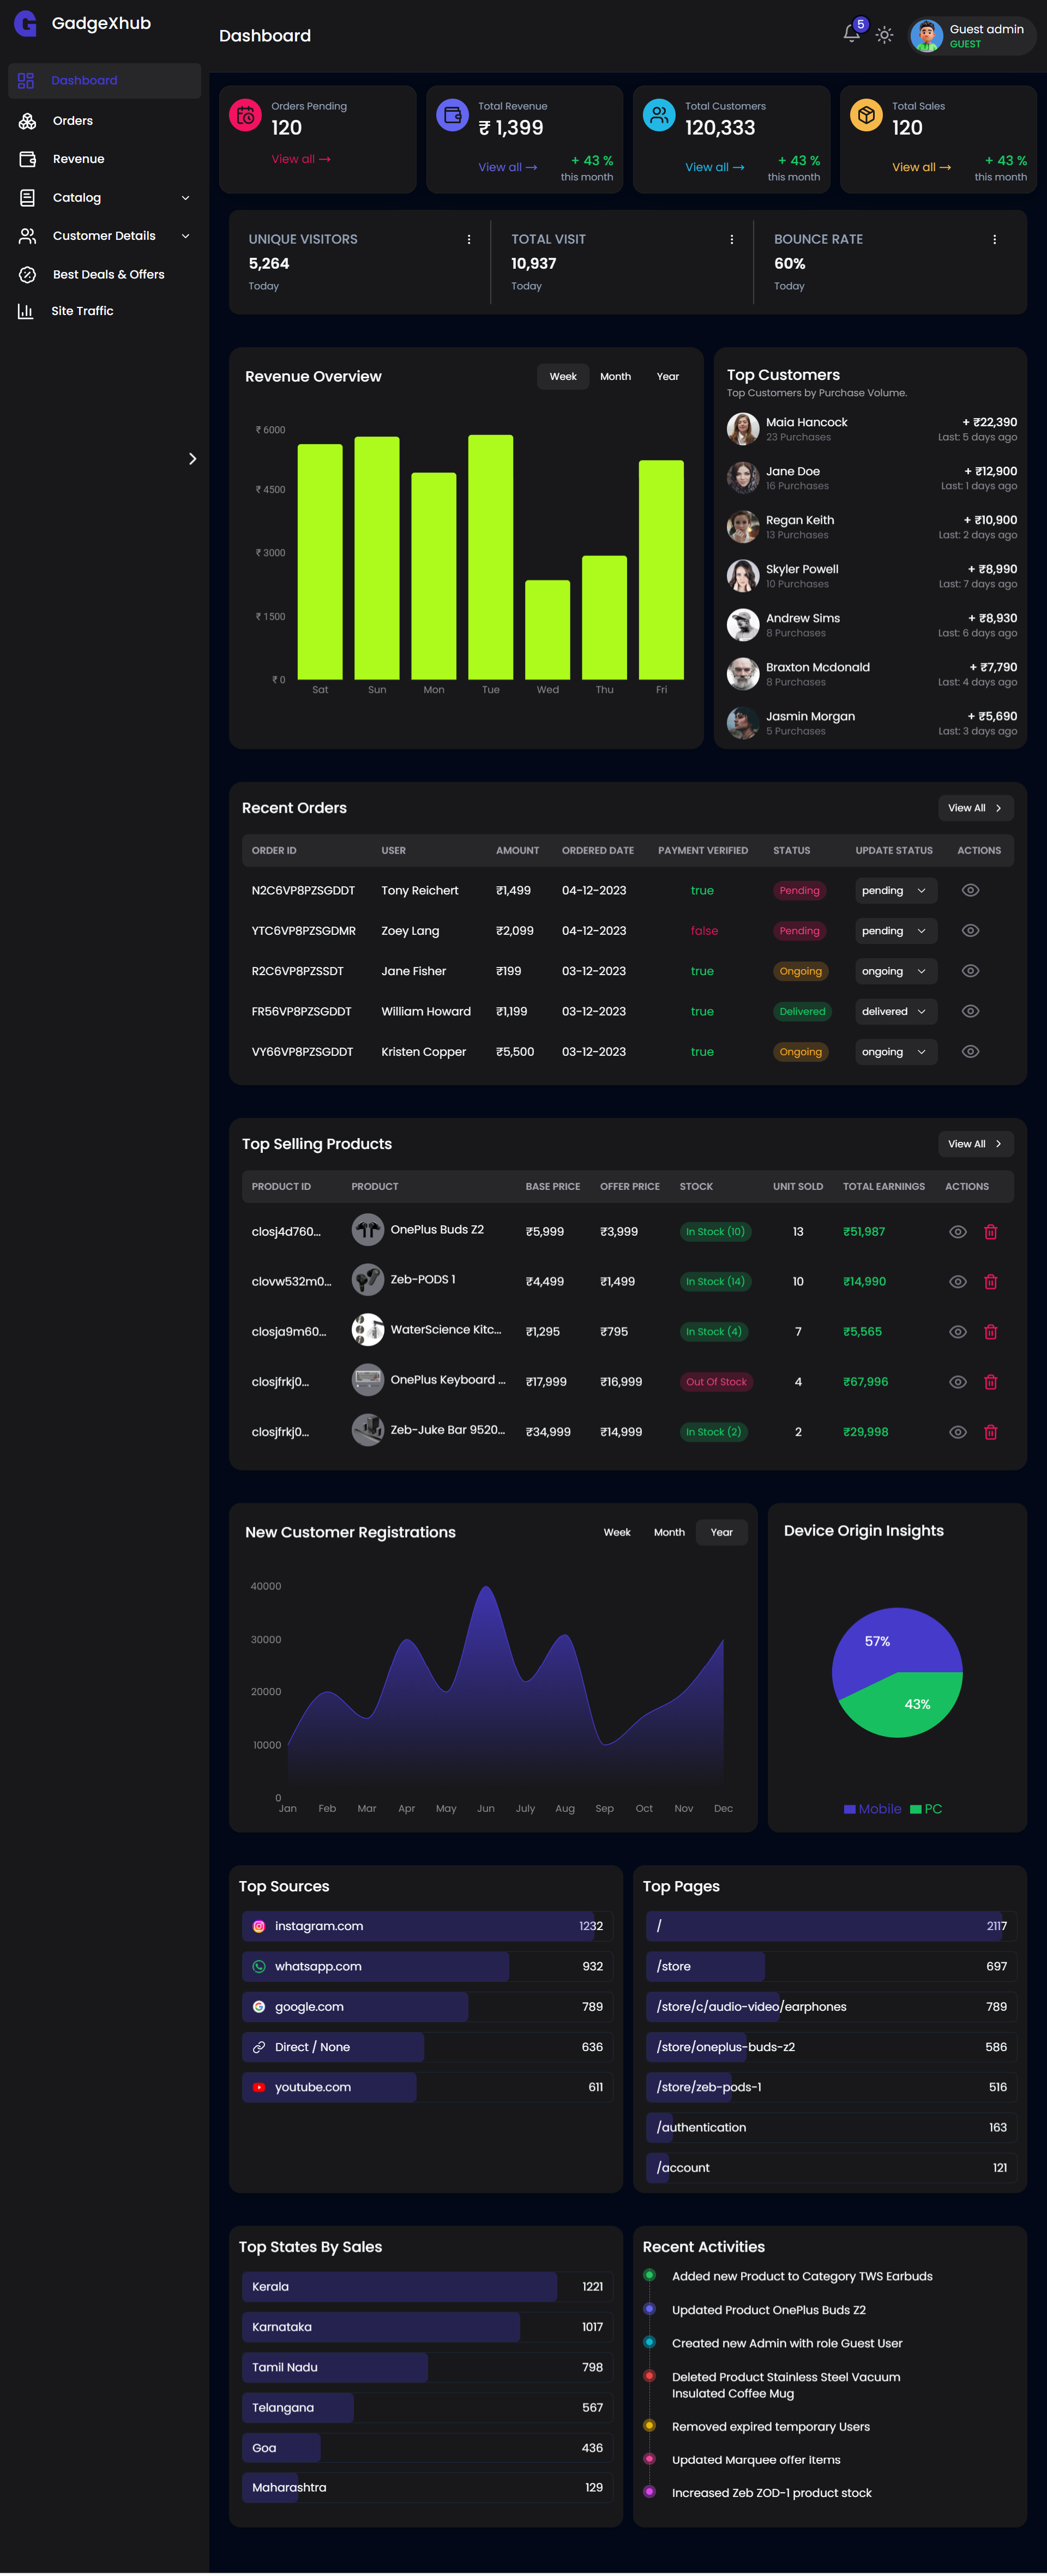 GadgeXhub
Dashboard
5
Guest admin
GUEST
Dashboard
Orders
Revenue
Catalog
Customer Details
Best Deals & Offers
Site Traffic
Orders Pending
120
View all →
Total Revenue
₹ 1,399
View all →
+ 43 %
this month
Total Customers
120,333
View all →
+ 43 %
this month
Total Sales
120
View all →
+ 43 %
this month
UNIQUE VISITORS
5,264
Today
TOTAL VISIT
10,937
Today
BOUNCE RATE
60%
Today
Revenue Overview
Week Month Year
₹ 6000
₹ 4500
₹ 3000
₹ 1500
₹ 0
Sat Sun Mon Tue Wed Thu Fri
Top Customers
Top Customers by Purchase Volume.
Maia Hancock + ₹22,390
23 Purchases Last: 5 days ago
Jane Doe + ₹12,900
16 Purchases Last: 1 days ago
Regan Keith + ₹10,900
13 Purchases Last: 2 days ago
Skyler Powell + ₹8,990
10 Purchases Last: 7 days ago
Andrew Sims + ₹8,930
8 Purchases Last: 6 days ago
Braxton Mcdonald + ₹7,790
8 Purchases Last: 4 days ago
Jasmin Morgan + ₹5,690
5 Purchases Last: 3 days ago
Recent Orders
View All
ORDER ID USER AMOUNT ORDERED DATE PAYMENT VERIFIED STATUS UPDATE STATUS ACTIONS
N2C6VP8PZSGDDT Tony Reichert ₹1,499 04-12-2023 true Pending pending
YTC6VP8PZSGDMR Zoey Lang ₹2,099 04-12-2023 false Pending pending
R2C6VP8PZSSDT Jane Fisher ₹199 03-12-2023 true Ongoing ongoing
FR56VP8PZSGDDT William Howard ₹1,199 03-12-2023 true Delivered delivered
VY66VP8PZSGDDT Kristen Copper ₹5,500 03-12-2023 true Ongoing ongoing
Top Selling Products
View All
PRODUCT ID PRODUCT BASE PRICE OFFER PRICE STOCK UNIT SOLD TOTAL EARNINGS ACTIONS
closj4d760... OnePlus Buds Z2 ₹5,999 ₹3,999 In Stock (10) 13 ₹51,987
clovw532m0... Zeb-PODS 1 ₹4,499 ₹1,499 In Stock (14) 10 ₹14,990
closja9m60... WaterScience Kitc... ₹1,295 ₹795 In Stock (4) 7 ₹5,565
closjfrkj0... OnePlus Keyboard ... ₹17,999 ₹16,999 Out Of Stock 4 ₹67,996
closjfrkj0... Zeb-Juke Bar 9520... ₹34,999 ₹14,999 In Stock (2) 2 ₹29,998
New Customer Registrations
Week Month Year
40000
30000
20000
10000
0
Jan Feb Mar Apr May Jun July Aug Sep Oct Nov Dec
Device Origin Insights
57%
43%
Mobile PC
Top Sources
instagram.com 1232
whatsapp.com 932
google.com 789
Direct / None 636
youtube.com 611
Top Pages
/ 2117
/store 697
/store/c/audio-video/earphones 789
/store/oneplus-buds-z2 586
/store/zeb-pods-1 516
/authentication 163
/account 121
Top States By Sales
Kerala 1221
Karnataka 1017
Tamil Nadu 798
Telangana 567
Goa 436
Maharashtra 129
Recent Activities
Added new Product to Category TWS Earbuds
Updated Product OnePlus Buds Z2
Created new Admin with role Guest User
Deleted Product Stainless Steel Vacuum
Insulated Coffee Mug
Removed expired temporary Users
Updated Marquee offer items
Increased Zeb ZOD-1 product stock